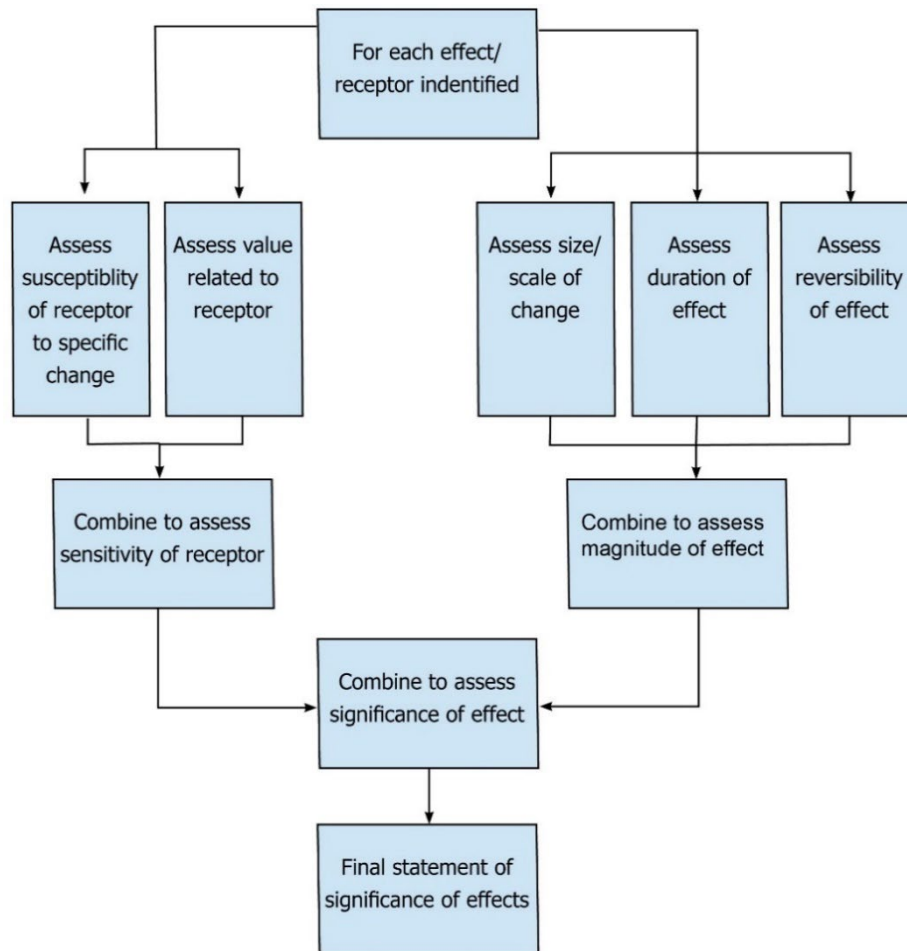 For each effect/
receptor indentified
Assess
susceptiblity
of receptor
to specific
change
Assess value
related to
receptor
Assess size/
scale of
change
Assess
duration of
effect
Assess
reversibility
of effect
Combine to assess
sensitivity of receptor
Combine to assess
magnitude of effect
Combine to assess
significance of effect
Final statement of
significance of effects